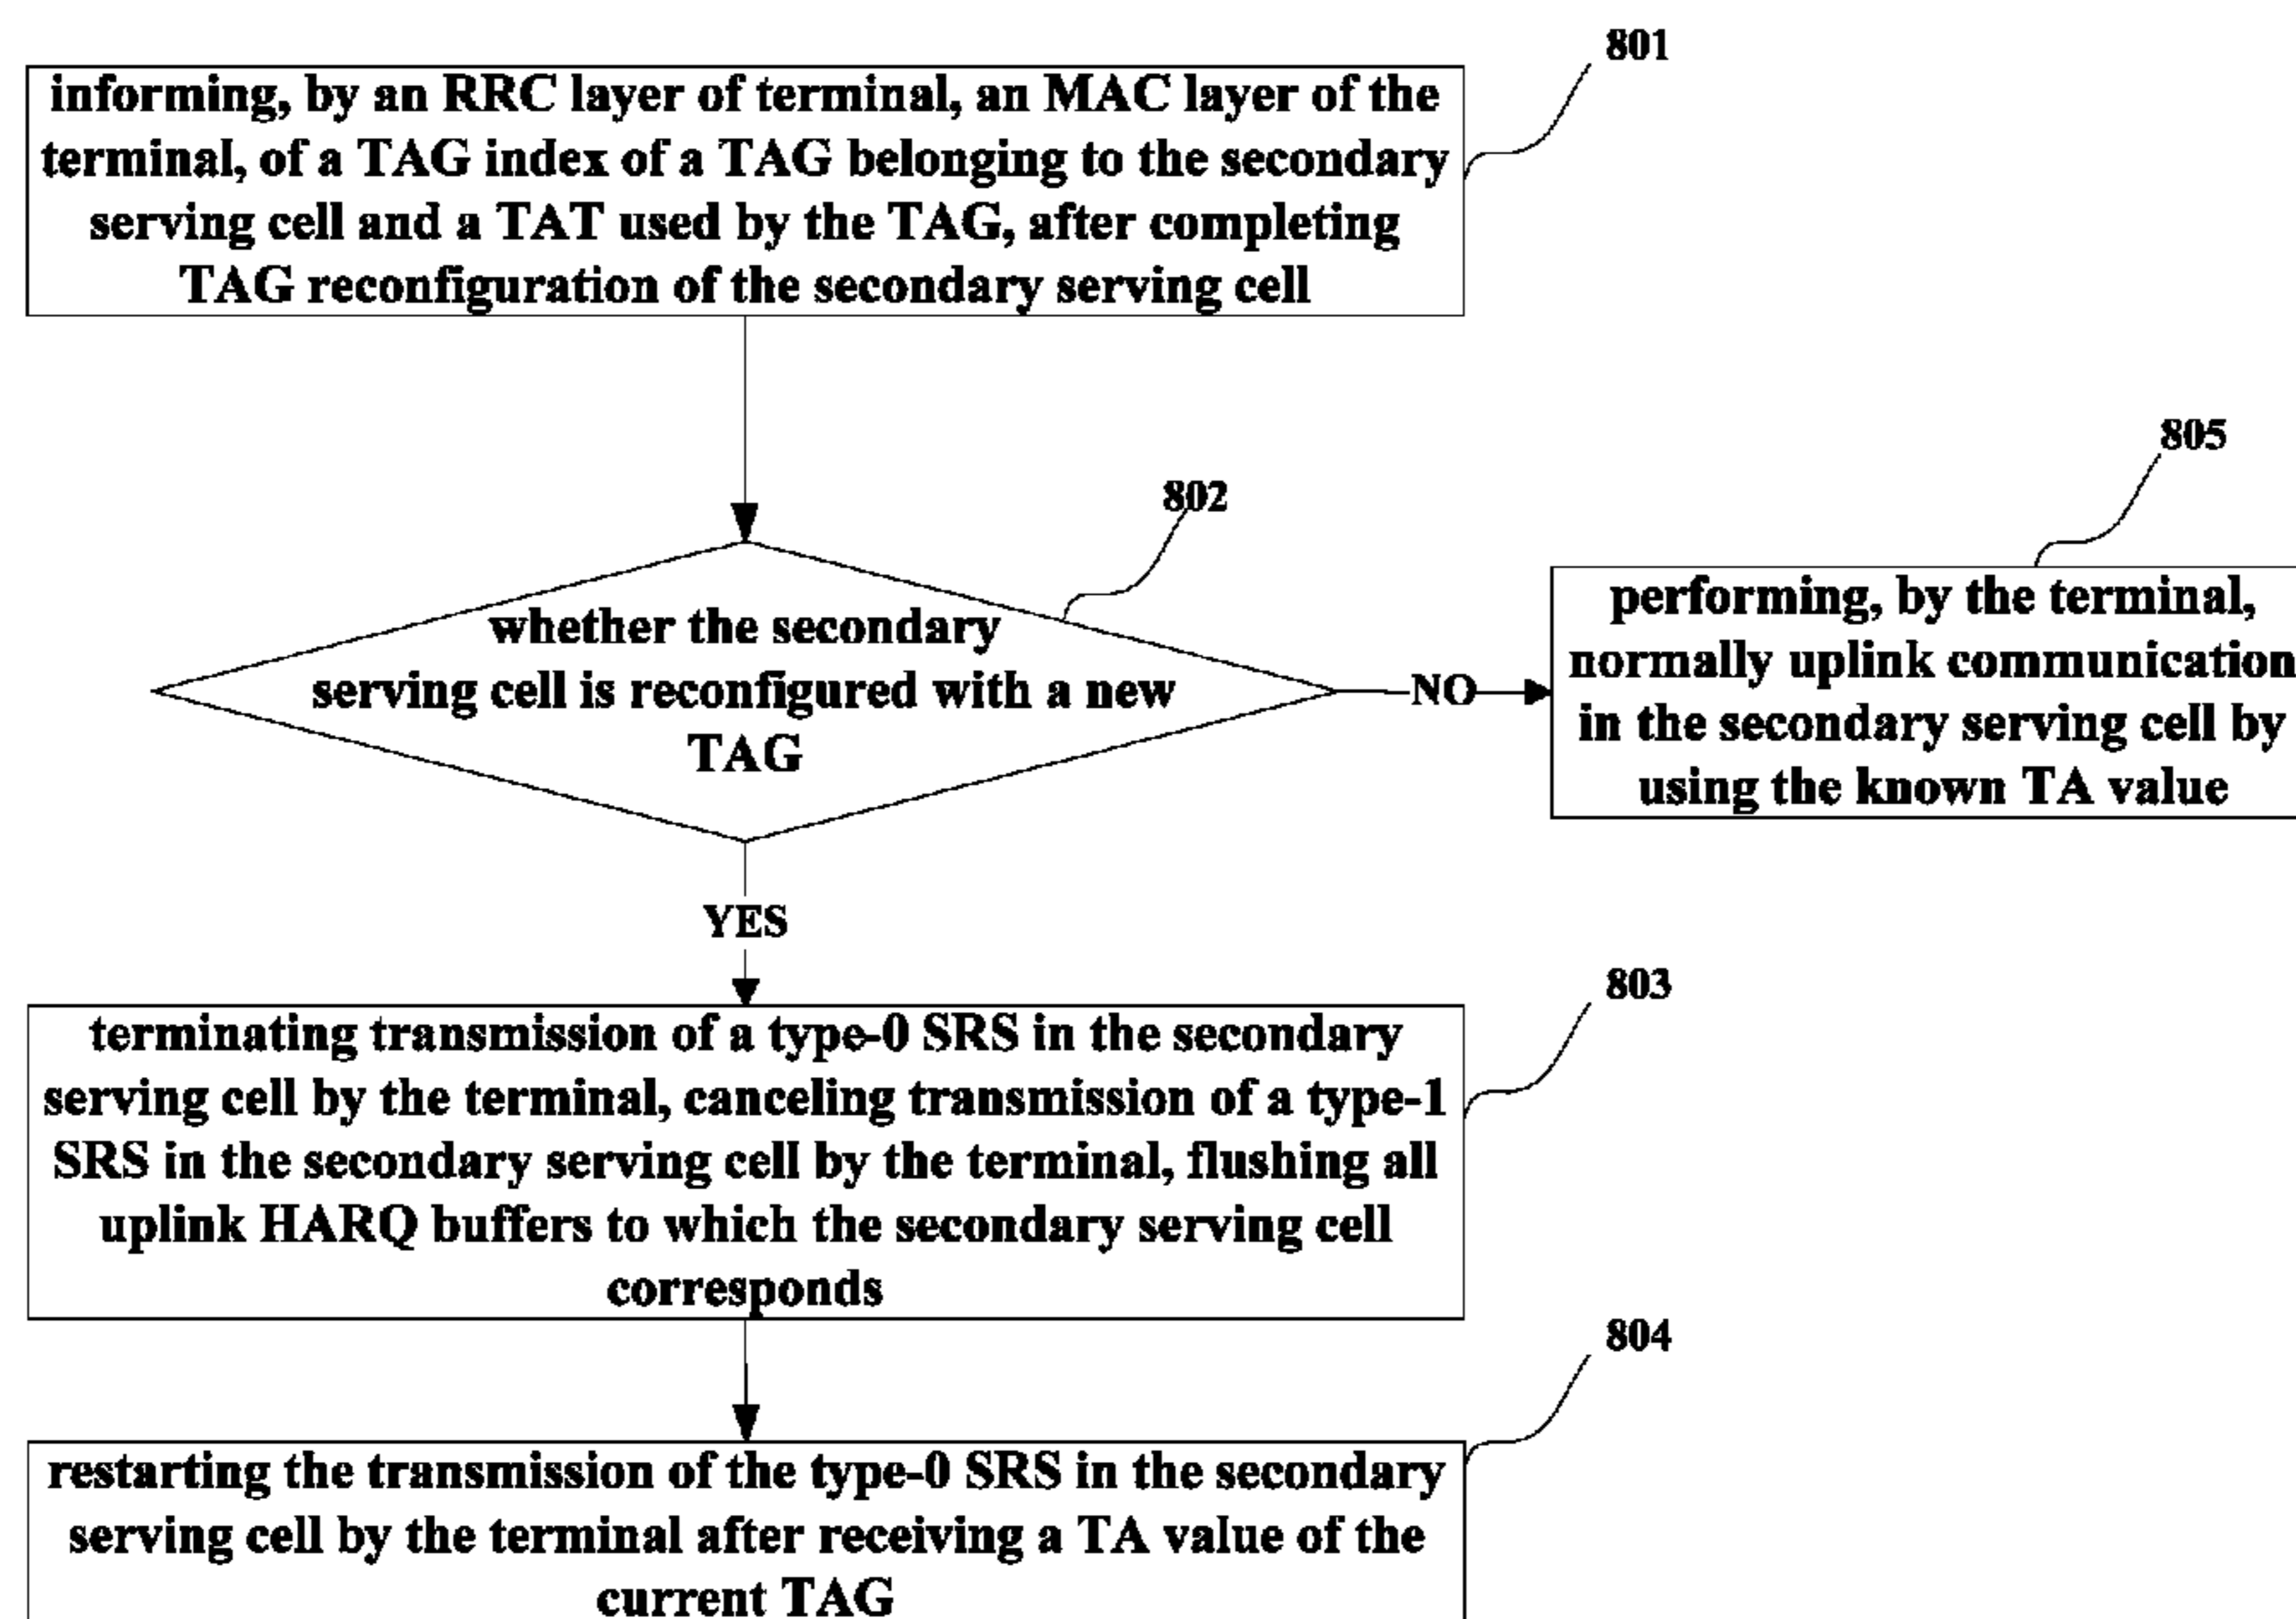 801
informing, by an RRC layer of terminal, an MAC layer of the
terminal, of a TAG index of a TAG belonging to the secondary
serving cell and a TAT used by the TAG, after completing
TAG reconfiguration of the secondary serving cell
802
whether the secondary
serving cell is reconfigured with a new
TAG
NO
805
performing, by the terminal,
normally uplink communication
in the secondary serving cell by
using the known TA value
YES
803
terminating transmission of a type-0 SRS in the secondary
serving cell by the terminal, canceling transmission of a type-1
SRS in the secondary serving cell by the terminal, flushing all
uplink HARQ buffers to which the secondary serving cell
corresponds
804
restarting the transmission of the type-0 SRS in the secondary
serving cell by the terminal after receiving a TA value of the
current TAG